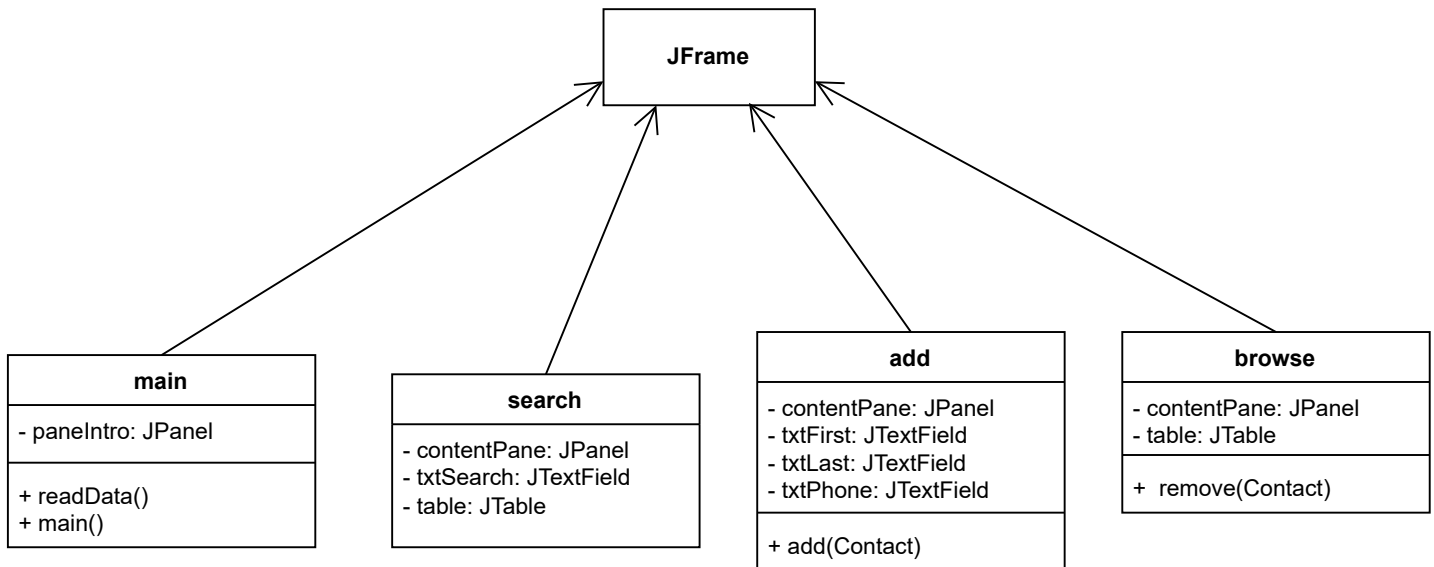 JFrame
main
- paneIntro: JPanel
+ readData()
+ main()
search
- contentPane: JPanel
- txtSearch: JTextField
- table: JTable
add
- contentPane: JPanel
- txtFirst: JTextField
- txtLast: JTextField
- txtPhone: JTextField
+ add(Contact)
browse
- contentPane: JPanel
- table: JTable
+  remove(Contact)